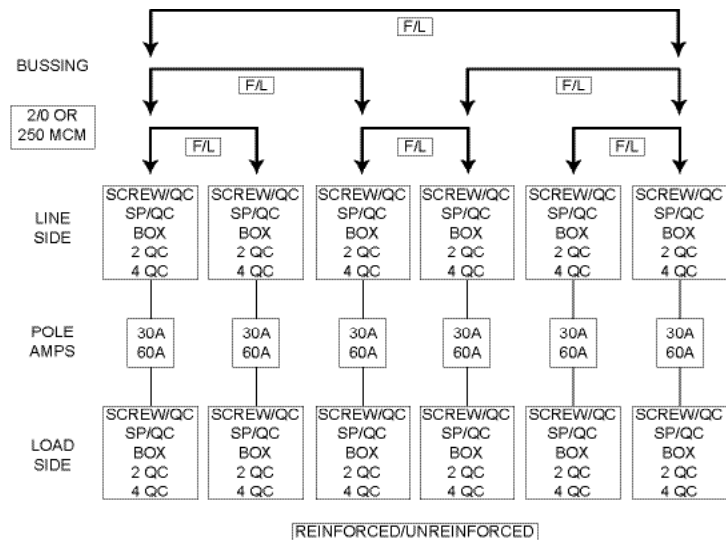 F/L
BUSSING
F/L F/L
2/0 OR
250 MCM
F/L F/L F/L
LINE
SIDE
SCREW/QC SCREW/QC SCREW/QC SCREW/QC SCREW/QC SCREW/QC
SP/QC SP/QC SP/QC SP/QC SP/QC SP/QC
BOX BOX BOX BOX BOX BOX
2 QC 2 QC 2 QC 2 QC 2 QC 2 QC
4 QC 4 QC 4 QC 4 QC 4 QC 4 QC
POLE
AMPS
30A 30A 30A 30A 30A 30A
60A 60A 60A 60A 60A 60A
LOAD
SIDE
SCREW/QC SCREW/QC SCREW/QC SCREW/QC SCREW/QC SCREW/QC
SP/QC SP/QC SP/QC SP/QC SP/QC SP/QC
BOX BOX BOX BOX BOX BOX
2 QC 2 QC 2 QC 2 QC 2 QC 2 QC
4 QC 4 QC 4 QC 4 QC 4 QC 4 QC
REINFORCED/UNREINFORCED